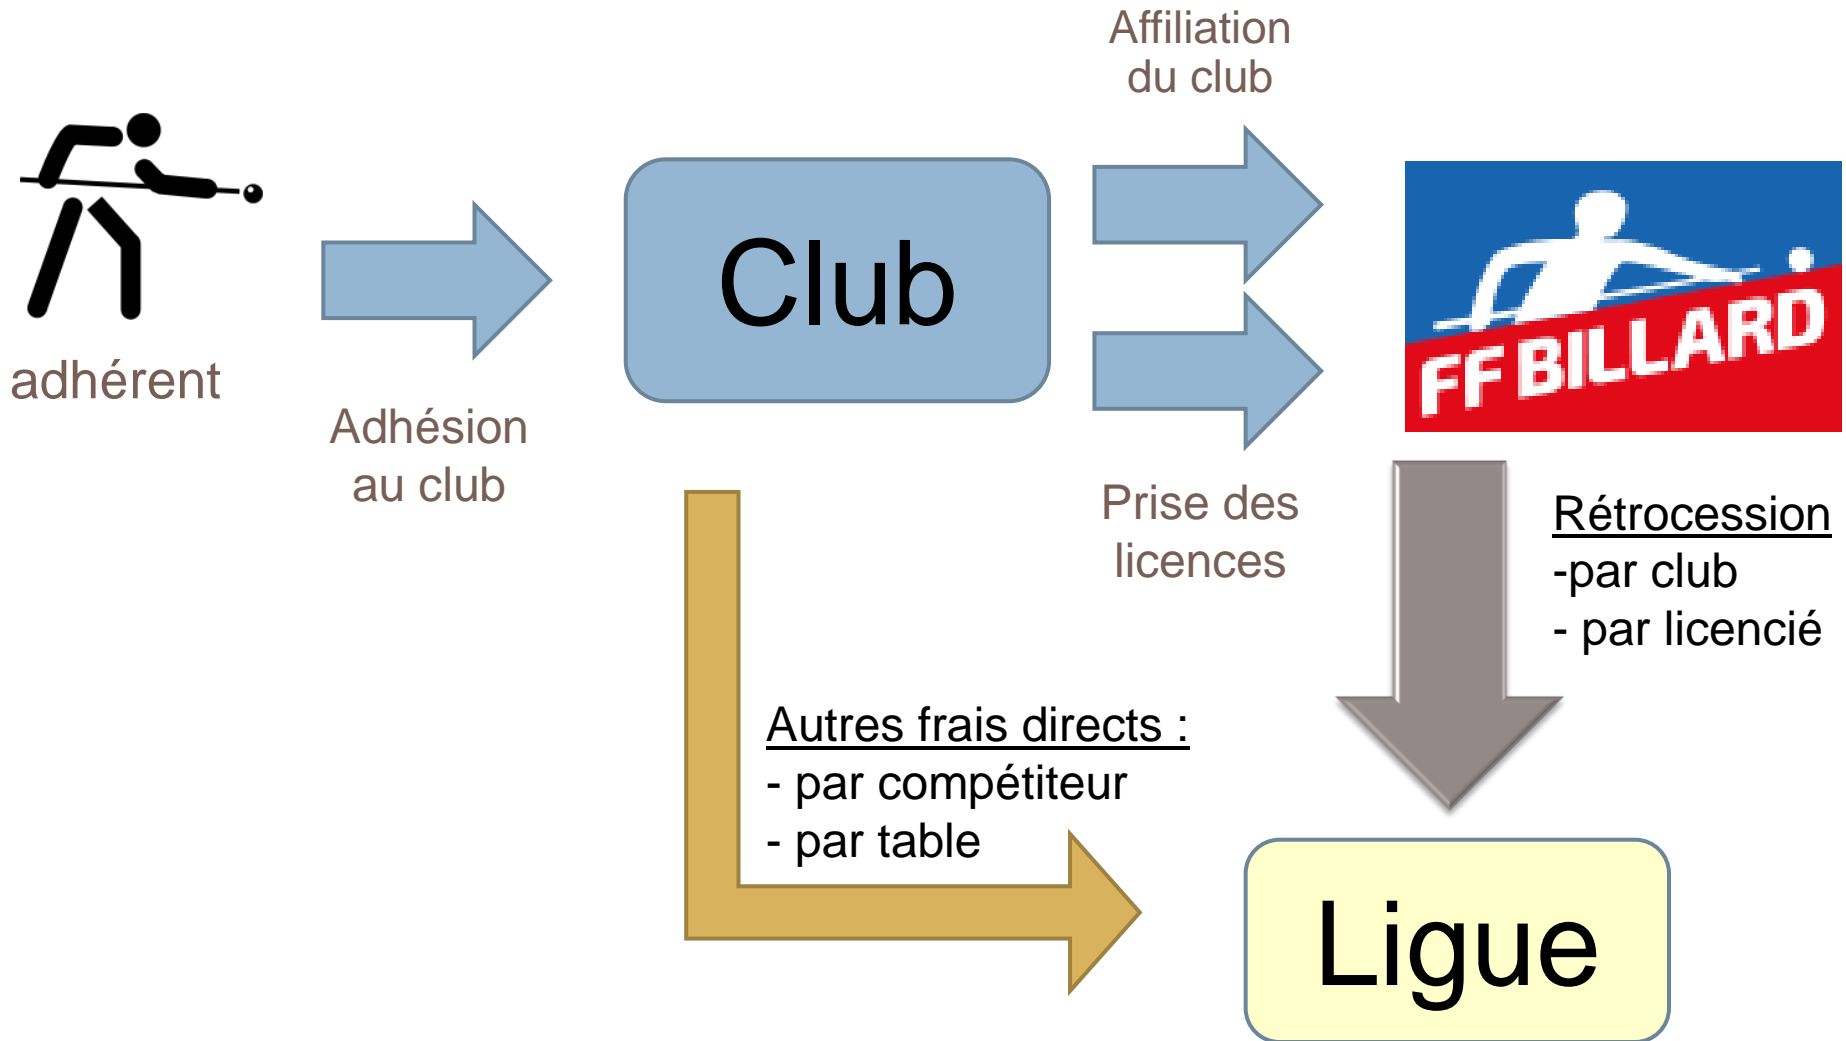 Affiliation
du club
Club
FF BILLARD
adhérent
Adhésion
au club
Prise des
licences
Rétrocession
-par club
- par licencié
Autres frais directs :
- par compétiteur
- par table
Ligue